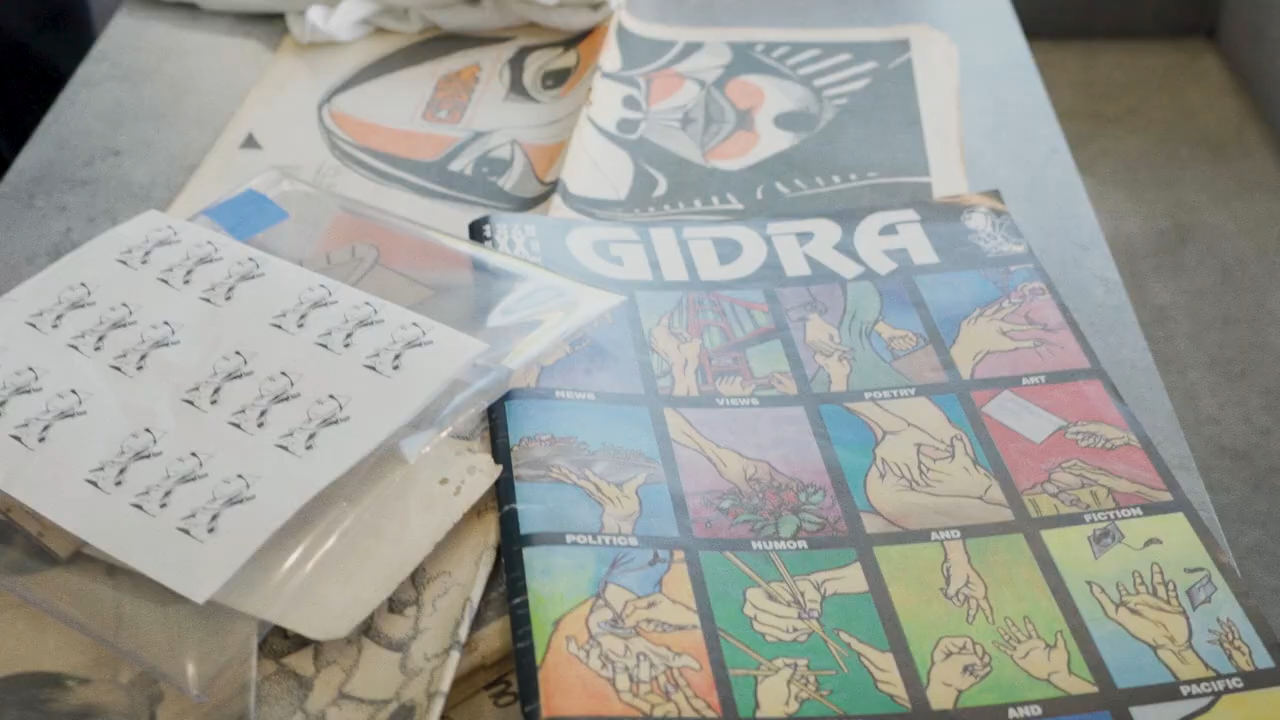 GIDRA
NEWS
VIEWS
POETRY
ART
POLITICS
HUMOR
AND
FICTION
AND
PACIFIC